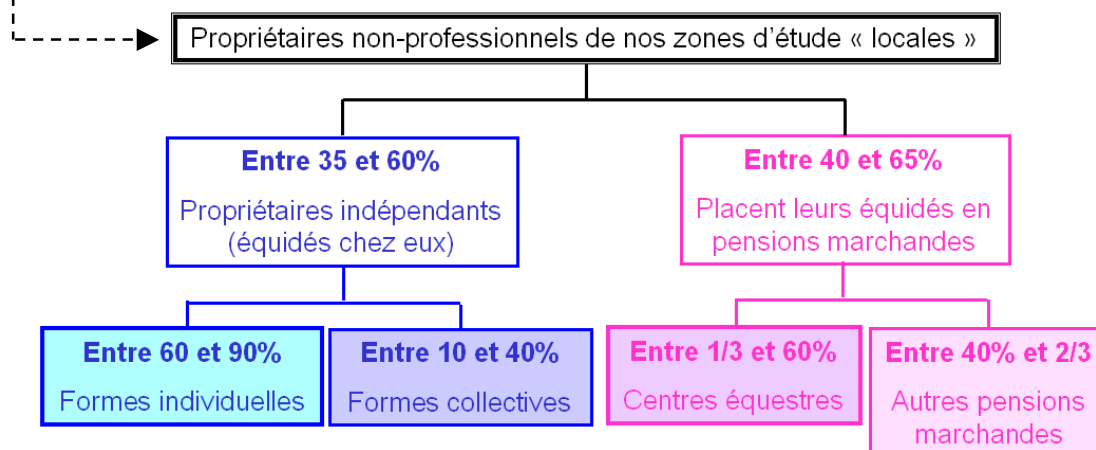 Propriétaires non-professionnels de nos zones d'étude « locales »
Entre 35 et 60%
Propriétaires indépendants
(équidés chez eux)
Entre 40 et 65%
Placent leurs équidés en
pensions marchandes
Entre 60 et 90%
Formes individuelles
Entre 10 et 40%
Formes collectives
Entre 1/3 et 60%
Centres équestres
Entre 40% et 2/3
Autres pensions
marchandes